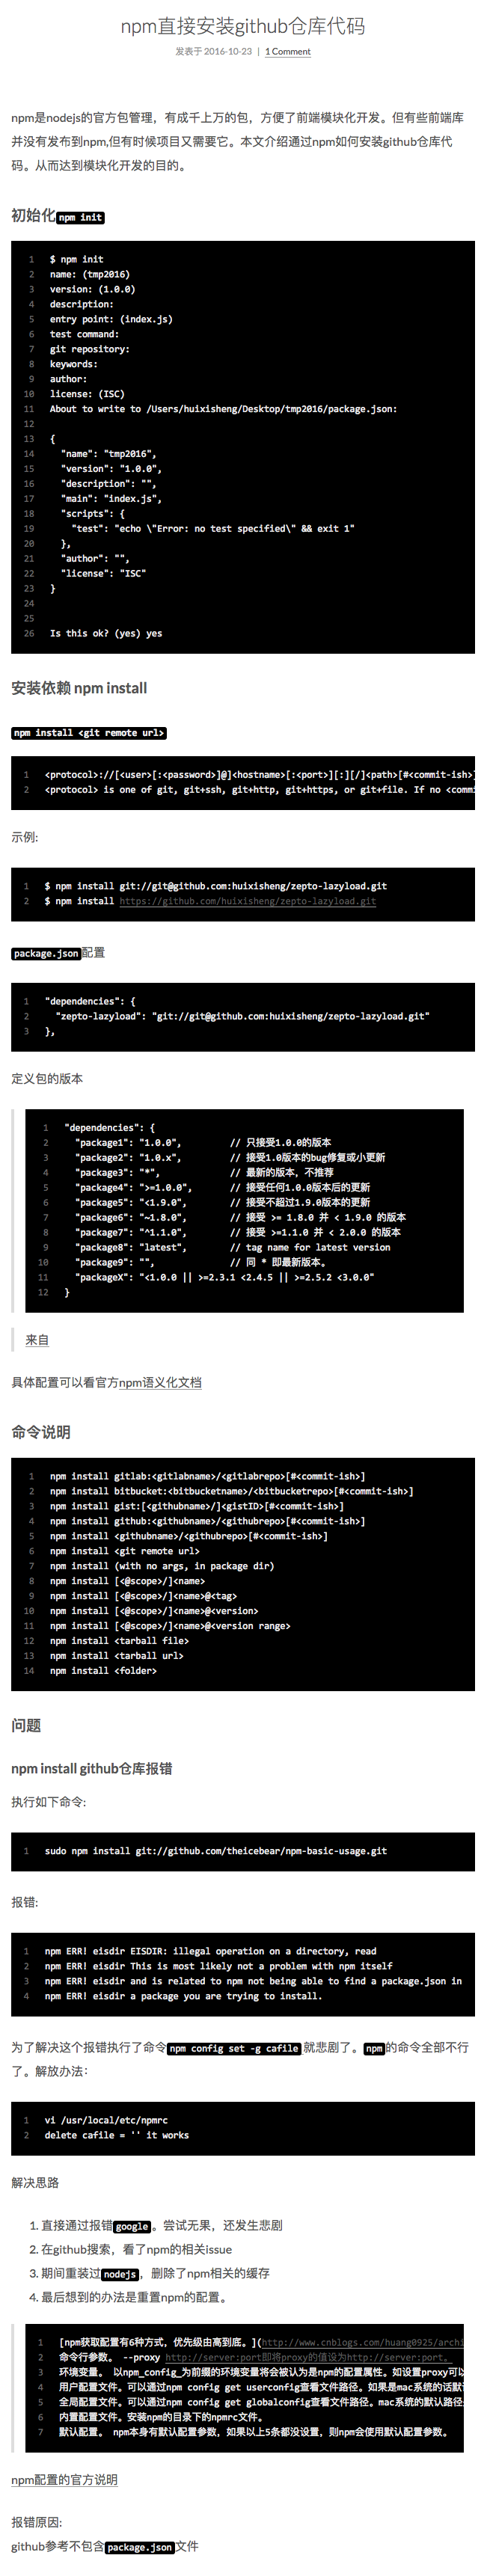 npm直接安装github仓库代码
发表于 2016-10-23 | 1 Comment
npm是nodejs的官方包管理，有成千上万的包，方便了前端模块化开发。但有些前端库
并没有发布到npm,但有时候项目又需要它。本文介绍通过npm如何安装github仓库代
码。从而达到模块化开发的目的。
初始化npm init
1 $ npm init
2 name: (tmp2016)
3 version: (1.0.0)
4 description:
5 entry point: (index.js)
6 test command:
7 git repository:
8 keywords:
9 author:
10 license: (ISC)
11 About to write to /Users/huixisheng/Desktop/tmp2016/package.json:
12
13 {
14 "name": "tmp2016",
15 "version": "1.0.0",
16 "description": "",
17 "main": "index.js",
18 "scripts": {
19 "test": "echo \"Error: no test specified\" && exit 1"
20 },
21 "author": "",
22 "license": "ISC"
23 }
24
25
26 Is this ok? (yes) yes
安装依赖 npm install
npm install <git remote url>
1 <protocol>://[<user>[:<password>]@]<hostname>[:<port>][:][/]<path>[#<commit-ish>]
2 <protocol> is one of git, git+ssh, git+http, git+https, or git+file. If no <commi
示例:
1 $ npm install git://git@github.com:huixisheng/zepto-lazyload.git
2 $ npm install https://github.com/huixisheng/zepto-lazyload.git
package.json配置
1 "dependencies": {
2 "zepto-lazyload": "git://git@github.com:huixisheng/zepto-lazyload.git"
3 },
定义包的版本
1 "dependencies": {
2 "package1": "1.0.0", // 只接受1.0.0的版本
3 "package2": "1.0.x", // 接受1.0版本的bug修复或小更新
4 "package3": "*", // 最新的版本，不推荐
5 "package4": ">=1.0.0", // 接受任何1.0.0版本后的更新
6 "package5": "<1.9.0", // 接受不超过1.9.0版本的更新
7 "package6": "~1.8.0", // 接受 >= 1.8.0 并 < 1.9.0 的版本
8 "package7": "^1.1.0", // 接受 >=1.1.0 并 < 2.0.0 的版本
9 "package8": "latest", // tag name for latest version
10 "package9": "", // 同 * 即最新版本。
11 "packageX": "<1.0.0 || >=2.3.1 <2.4.5 || >=2.5.2 <3.0.0"
12 }
来自
具体配置可以看官方npm语义化文档
命令说明
1 npm install gitlab:<gitlabname>/<gitlabrepo>[#<commit-ish>]
2 npm install bitbucket:<bitbucketname>/<bitbucketrepo>[#<commit-ish>]
3 npm install gist:[<githubname>/]<gistID>[#<commit-ish>]
4 npm install github:<githubname>/<githubrepo>[#<commit-ish>]
5 npm install <githubname>/<githubrepo>[#<commit-ish>]
6 npm install <git remote url>
7 npm install (with no args, in package dir)
8 npm install [<@scope>/]<name>
9 npm install [<@scope>/]<name>@<tag>
10 npm install [<@scope>/]<name>@<version>
11 npm install [<@scope>/]<name>@<version range>
12 npm install <tarball file>
13 npm install <tarball url>
14 npm install <folder>
问题
npm install github仓库报错
执行如下命令:
1 sudo npm install git://github.com/theicebear/npm-basic-usage.git
报错:
1 npm ERR! eisdir EISDIR: illegal operation on a directory, read
2 npm ERR! eisdir This is most likely not a problem with npm itself
3 npm ERR! eisdir and is related to npm not being able to find a package.json in
4 npm ERR! eisdir a package you are trying to install.
为了解决这个报错执行了命令npm config set -g cafile就悲剧了。npm的命令全部不行
了。解放办法：
1 vi /usr/local/etc/npmrc
2 delete cafile = '' it works
解决思路
1. 直接通过报错google。尝试无果，还发生悲剧
2. 在github搜索，看了npm的相关issue
3. 期间重装过nodejs，删除了npm相关的缓存
4. 最后想到的办法是重置npm的配置。
1 [npm获取配置有6种方式，优先级由高到底。](http://www.cnblogs.com/huang0925/archi
2 命令行参数。 --proxy http://server:port即将proxy的值设为http://server:port。
3 环境变量。 以npm_config_为前缀的环境变量将会被认为是npm的配置属性。如设置proxy可以
4 用户配置文件。可以通过npm config get userconfig查看文件路径。如果是mac系统的话默认
5 全局配置文件。可以通过npm config get globalconfig查看文件路径。mac系统的默认路径
6 内置配置文件。安装npm的目录下的npmrc文件。
7 默认配置。 npm本身有默认配置参数，如果以上5条都没设置，则npm会使用默认配置参数。
npm配置的官方说明
报错原因:
github参考不包含package.json文件